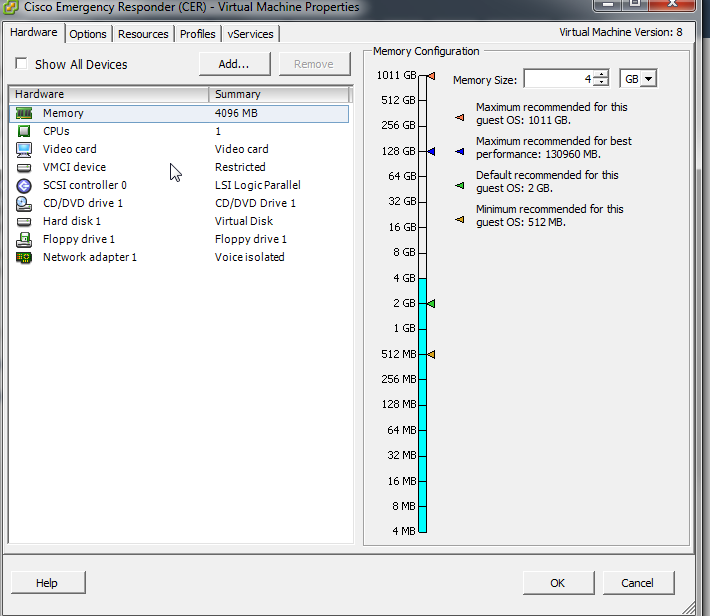 Cisco Emergency Responder (CER) - Virtual Machine Properties
Hardware Options Resources Profiles vServices Virtual Machine Version: 8
Show All Devices Add... Remove
Hardware Summary
Memory 4096 MB
CPUs 1
Video card Video card
VMCI device Restricted
SCSI controller 0 LSI Logic Parallel
CD/DVD drive 1 CD/DVD Drive 1
Hard disk 1 Virtual Disk
Floppy drive 1 Floppy drive 1
Network adapter 1 Voice isolated
Memory Configuration
1011 GB
512 GB
256 GB
128 GB
64 GB
32 GB
16 GB
8 GB
4 GB
2 GB
1 GB
512 MB
256 MB
128 MB
64 MB
32 MB
16 MB
8 MB
4 MB
Memory Size: 4 GB
Maximum recommended for this
guest OS: 1011 GB.
Maximum recommended for best
performance: 130960 MB.
Default recommended for this
guest OS: 2 GB.
Minimum recommended for this
guest OS: 512 MB.
Help OK Cancel